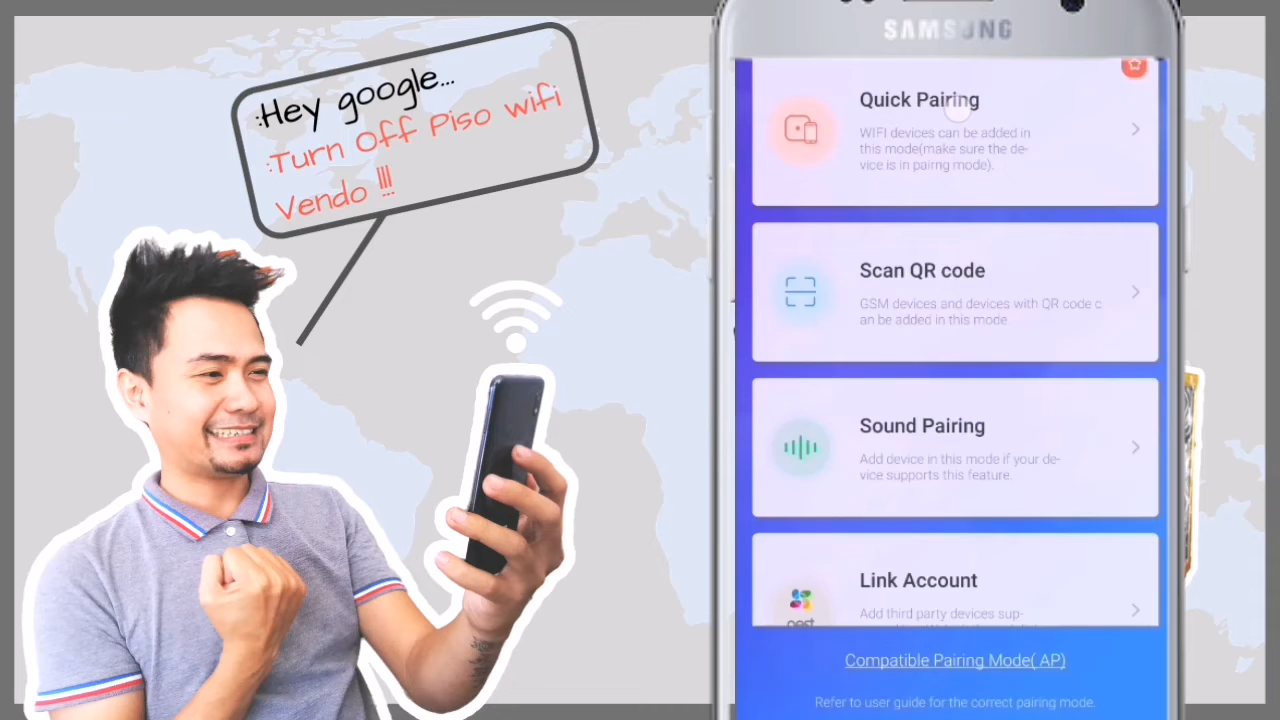 :Hey google...
:Turn Off Piso wifi
Vendo !!!
SAMSUNG
Quick Pairing
WIFI devices can be added in
this mode(make sure the de-
vice is in pairng mode).
Scan QR code
GSM devices and devices with QR code c
an be added in this mode.
Sound Pairing
Add device in this mode if your de-
vice supports this feature.
Link Account
Add third party devices sup-
nest
Compatible Pairing Mode( AP)
Refer to user guide for the correct pairing mode.